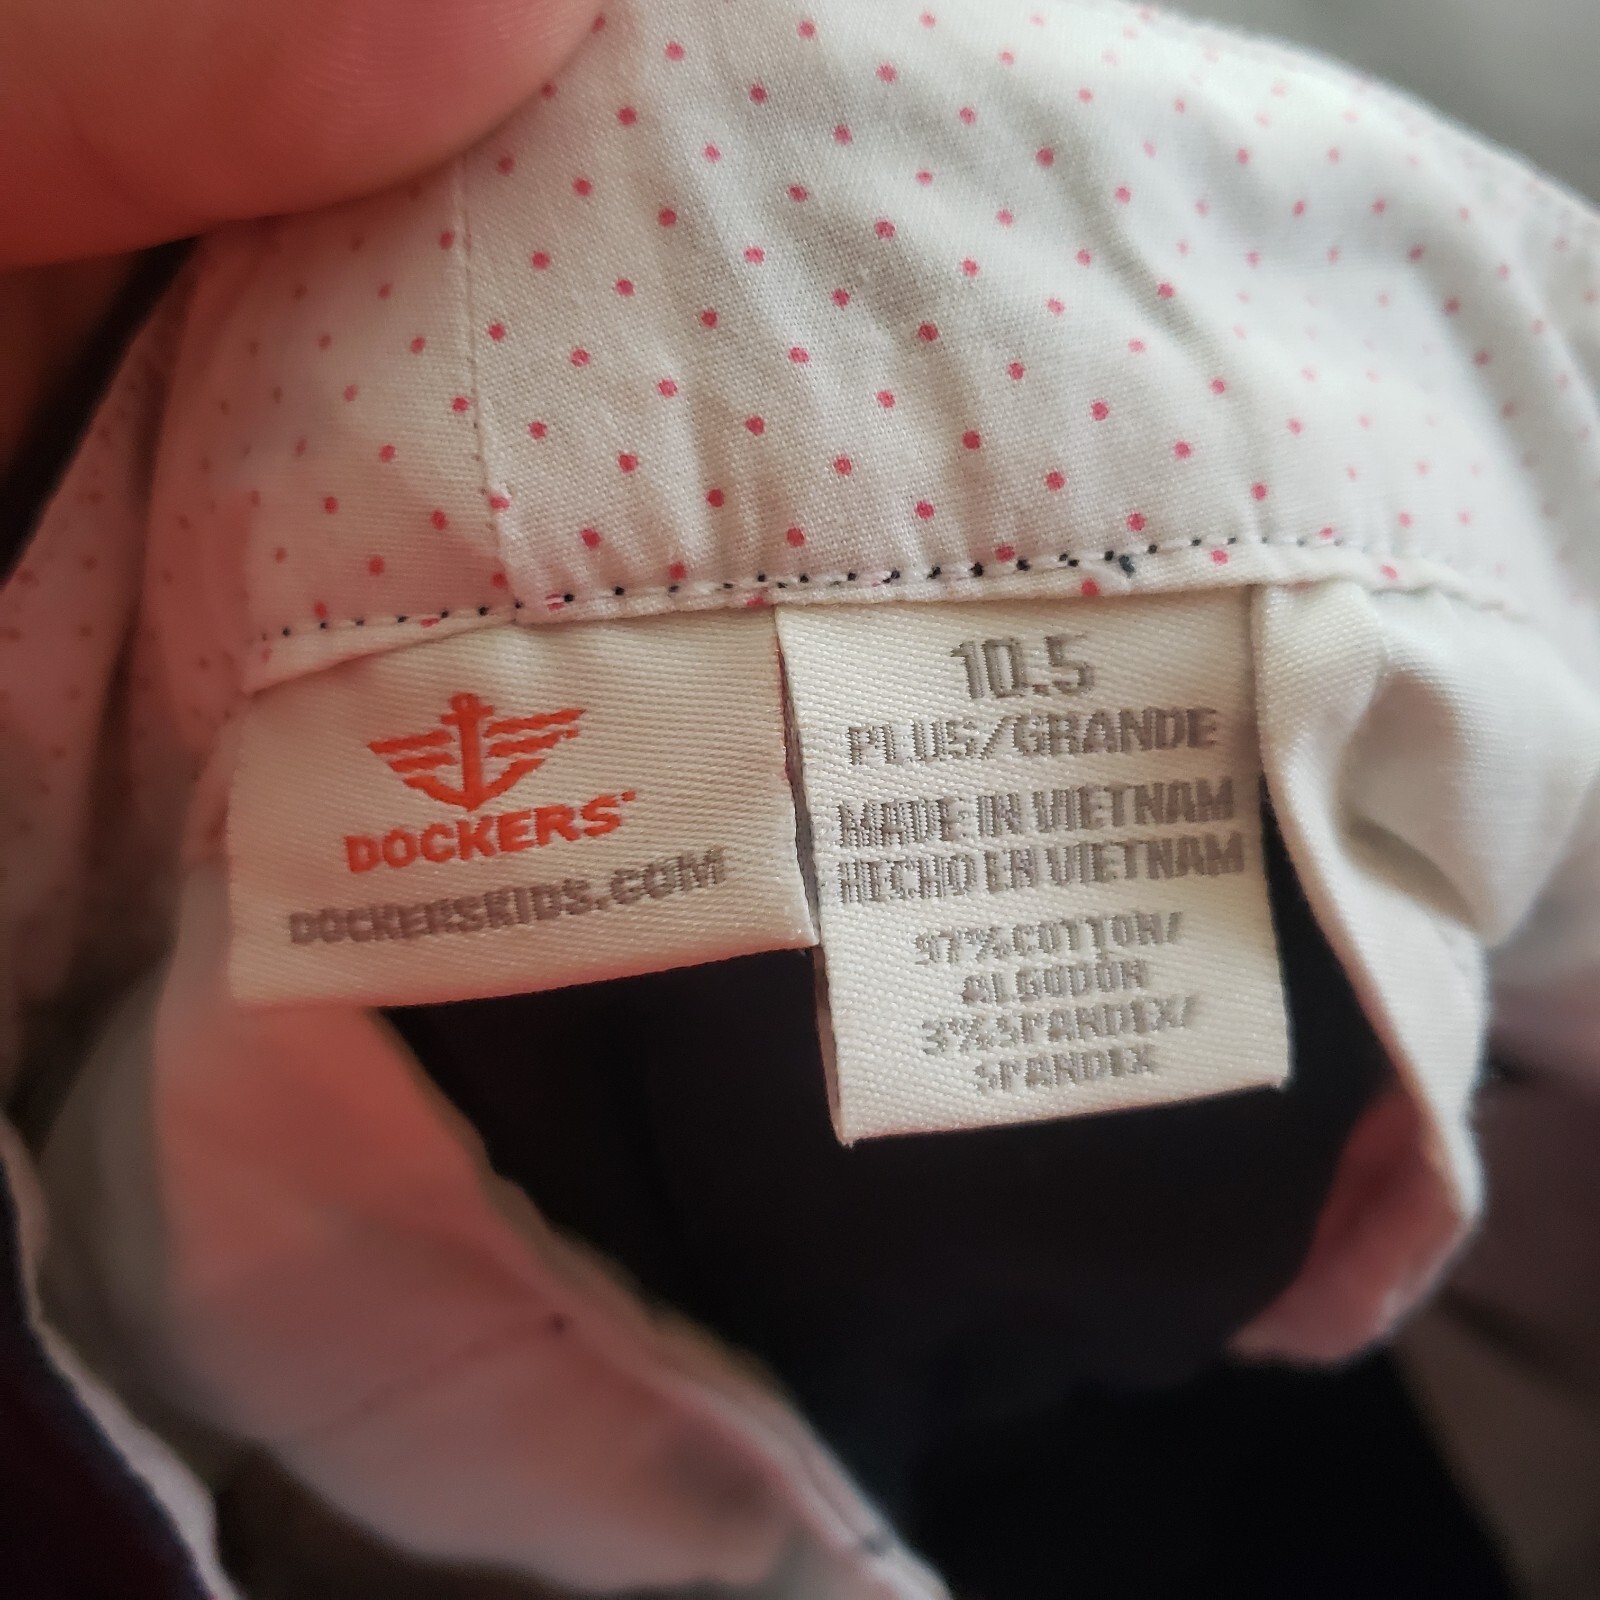 DOCKERS®
DOCKERSKIDS.COM
10.5
PLUS/GRANDE
MADE IN VIETNAM
HECHO EN VIETNAM
97%COTTON/
ALGODÓN
3%SPANDEX/
SPANDEX